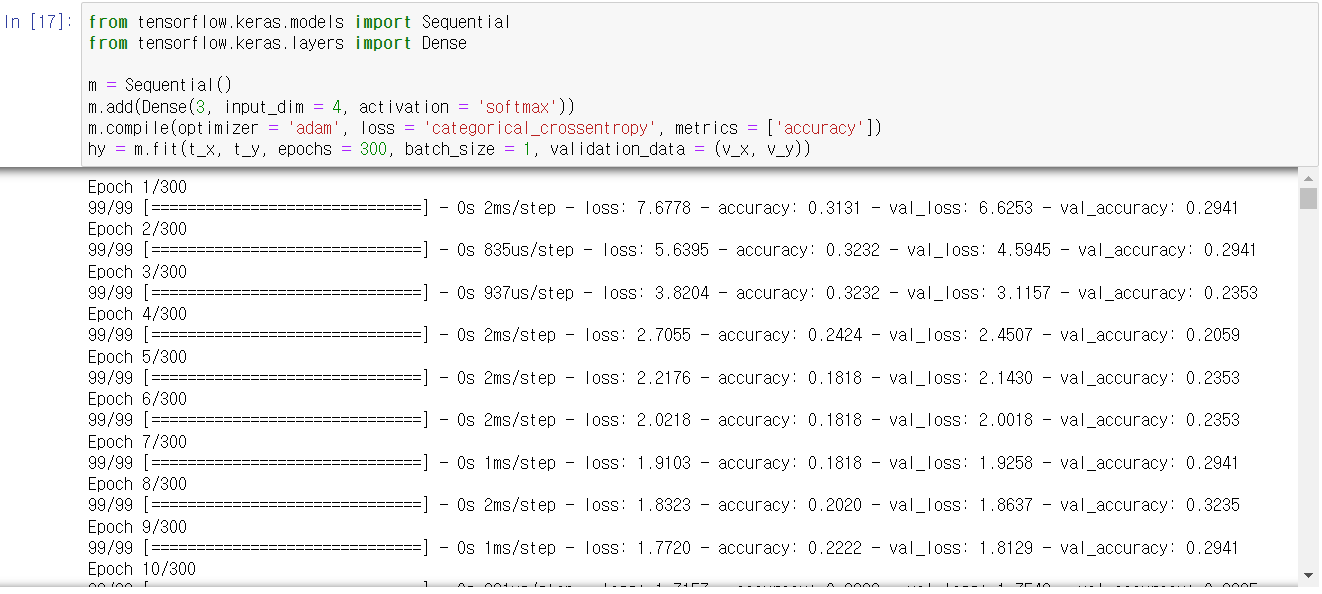 In [17]:
from tensorflow.keras.models import Sequential
from tensorflow.keras.layers import Dense
m = Sequential()
m.add(Dense(3, input_dim = 4, activation = 'softmax'))
m.compile(optimizer = 'adam', loss = 'categorical_crossentropy', metrics = ['accuracy'])
hy = m.fit(t_x, t_y, epochs = 300, batch_size = 1, validation_data = (v_x, v_y))
Epoch 1/300
99/99 [==============================] - 0s 2ms/step - loss: 7.6778 - accuracy: 0.3131 - val_loss: 6.6253 - val_accuracy: 0.2941
Epoch 2/300
99/99 [==============================] - 0s 835us/step - loss: 5.6395 - accuracy: 0.3232 - val_loss: 4.5945 - val_accuracy: 0.2941
Epoch 3/300
99/99 [==============================] - 0s 937us/step - loss: 3.8204 - accuracy: 0.3232 - val_loss: 3.1157 - val_accuracy: 0.2353
Epoch 4/300
99/99 [==============================] - 0s 2ms/step - loss: 2.7055 - accuracy: 0.2424 - val_loss: 2.4507 - val_accuracy: 0.2059
Epoch 5/300
99/99 [==============================] - 0s 2ms/step - loss: 2.2176 - accuracy: 0.1818 - val_loss: 2.1430 - val_accuracy: 0.2353
Epoch 6/300
99/99 [==============================] - 0s 2ms/step - loss: 2.0218 - accuracy: 0.1818 - val_loss: 2.0018 - val_accuracy: 0.2353
Epoch 7/300
99/99 [==============================] - 0s 1ms/step - loss: 1.9103 - accuracy: 0.1818 - val_loss: 1.9258 - val_accuracy: 0.2941
Epoch 8/300
99/99 [==============================] - 0s 2ms/step - loss: 1.8323 - accuracy: 0.2020 - val_loss: 1.8637 - val_accuracy: 0.3235
Epoch 9/300
99/99 [==============================] - 0s 1ms/step - loss: 1.7720 - accuracy: 0.2222 - val_loss: 1.8129 - val_accuracy: 0.2941
Epoch 10/300